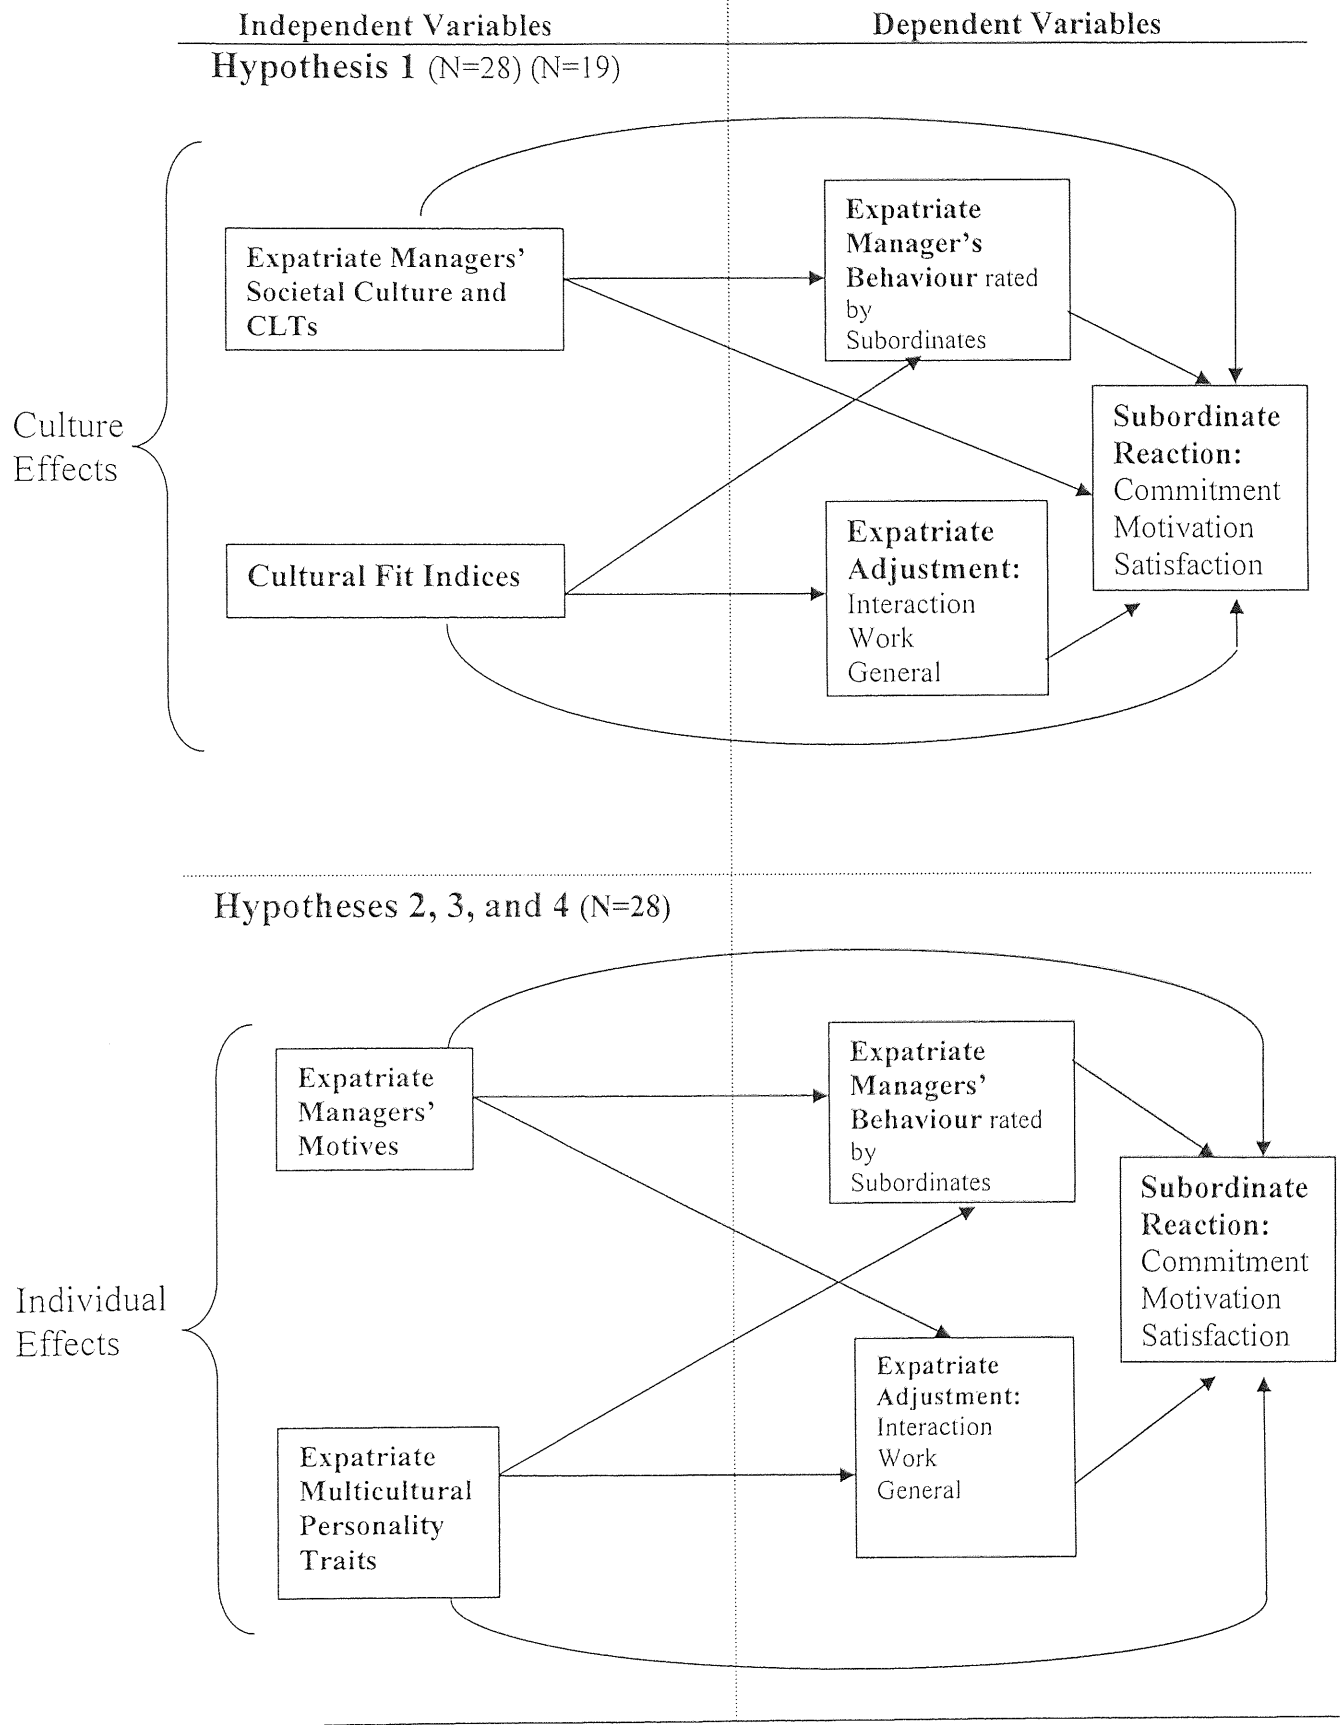 Independent Variables
Dependent Variables
Hypothesis 1 (N=28) (N=19)
Culture
Effects
Expatriate Managers’
Societal Culture and
CLTs
Cultural Fit Indices
Expatriate
Manager’s
Behaviour rated
by
Subordinates
Expatriate
Adjustment:
Interaction
Work
General
Subordinate
Reaction:
Commitment
Motivation
Satisfaction
Hypotheses 2, 3, and 4 (N=28)
Individual
Effects
Expatriate
Managers’
Motives
Expatriate
Multicultural
Personality
Traits
Expatriate
Managers’
Behaviour rated
by
Subordinates
Expatriate
Adjustment:
Interaction
Work
General
Subordinate
Reaction:
Commitment
Motivation
Satisfaction